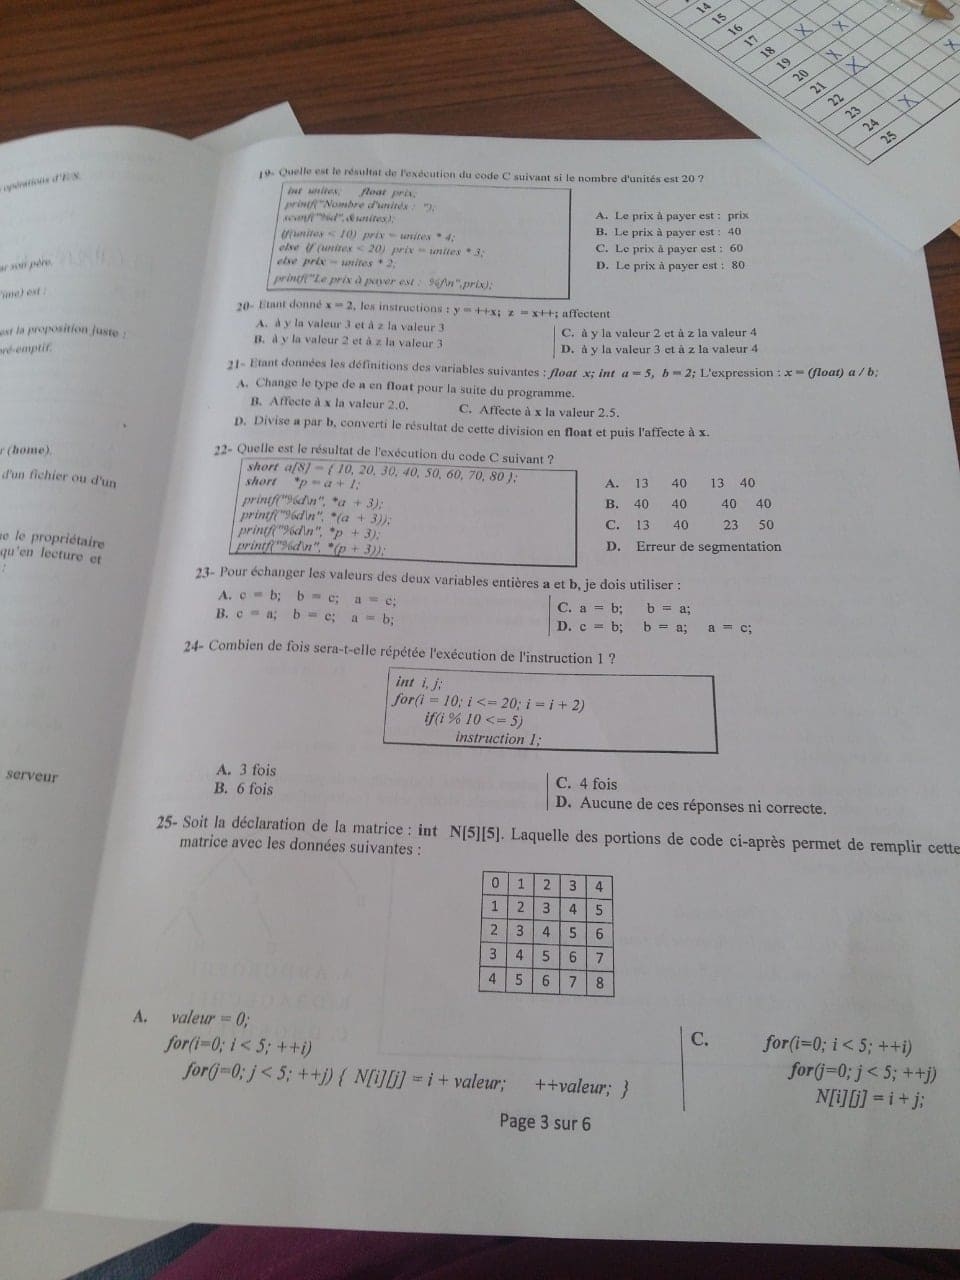 14
15
16
17
18
19
20
21
22
23
24
25
opérations d'E/S.
son père.
est la proposition juste :
(home).
d'un fichier ou d'un
le propriétaire
qu'en lecture et
:
serveur
19- Quelle est le résultat de l'exécution du code C suivant si le nombre d'unités est 20 ?
int unites; float prix;
printf("Nombre d'unités : ");
scanf("%d", &unites);
if(unites < 10) prix = unites * 4;
else if (unites < 20) prix = unites * 3;
else prix = unites * 2;
printf("Le prix à payer est : %f\n",prix);
A. Le prix à payer est : prix
B. Le prix à payer est : 40
C. Le prix à payer est : 60
D. Le prix à payer est : 80
20- Etant donné x = 2, les instructions : y = ++x; z = x++; affectent
A. à y la valeur 3 et à z la valeur 3
B. à y la valeur 2 et à z la valeur 3
C. à y la valeur 2 et à z la valeur 4
D. à y la valeur 3 et à z la valeur 4
21- Etant données les définitions des variables suivantes : float x; int a = 5, b = 2; L'expression : x = (float) a / b;
A. Change le type de a en float pour la suite du programme.
B. Affecte à x la valeur 2.0. C. Affecte à x la valeur 2.5.
D. Divise a par b, converti le résultat de cette division en float et puis l'affecte à x.
22- Quelle est le résultat de l'exécution du code C suivant ?
short a[8] = { 10, 20, 30, 40, 50, 60, 70, 80 };
short *p = a + 1;
printf("%d\n", *a + 3);
printf("%d\n", *(a + 3));
printf("%d\n", *p + 3);
printf("%d\n", *(p + 3));
A. 13 40 13 40
B. 40 40 40 40
C. 13 40 23 50
D. Erreur de segmentation
23- Pour échanger les valeurs des deux variables entières a et b, je dois utiliser :
A. c = b; b = c; a = c;
B. c = a; b = c; a = b;
C. a = b; b = a;
D. c = b; b = a; a = c;
24- Combien de fois sera-t-elle répétée l'exécution de l'instruction 1 ?
int i, j;
for(i = 10; i <= 20; i = i + 2)
if(i % 10 <= 5)
instruction 1;
A. 3 fois
B. 6 fois
C. 4 fois
D. Aucune de ces réponses ni correcte.
25- Soit la déclaration de la matrice : int N[5][5]. Laquelle des portions de code ci-après permet de remplir cette
matrice avec les données suivantes :
0 1 2 3 4
1 2 3 4 5
2 3 4 5 6
3 4 5 6 7
4 5 6 7 8
A. valeur = 0;
for(i=0; i < 5; ++i)
for(j=0; j < 5; ++j) { N[i][j] = i + valeur; ++valeur; }
C. for(i=0; i < 5; ++i)
for(j=0; j < 5; ++j)
N[i][j] = i + j;
Page 3 sur 6